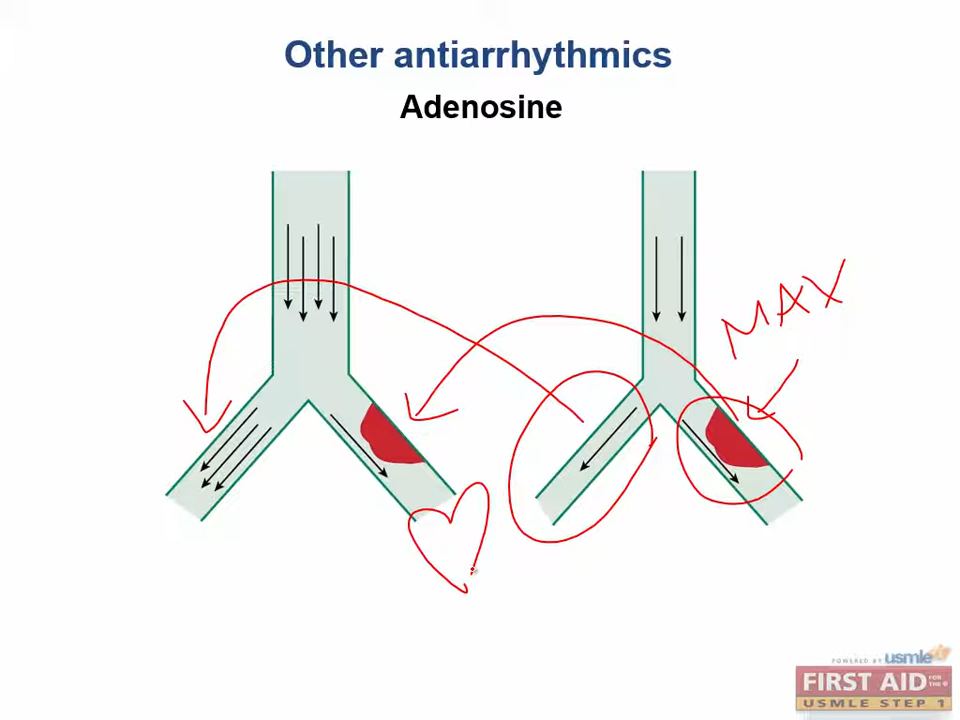 Other antiarrhythmics
Adenosine
MAX
POWERED BY usmle
FIRST AID FOR THE
USMLE STEP 1